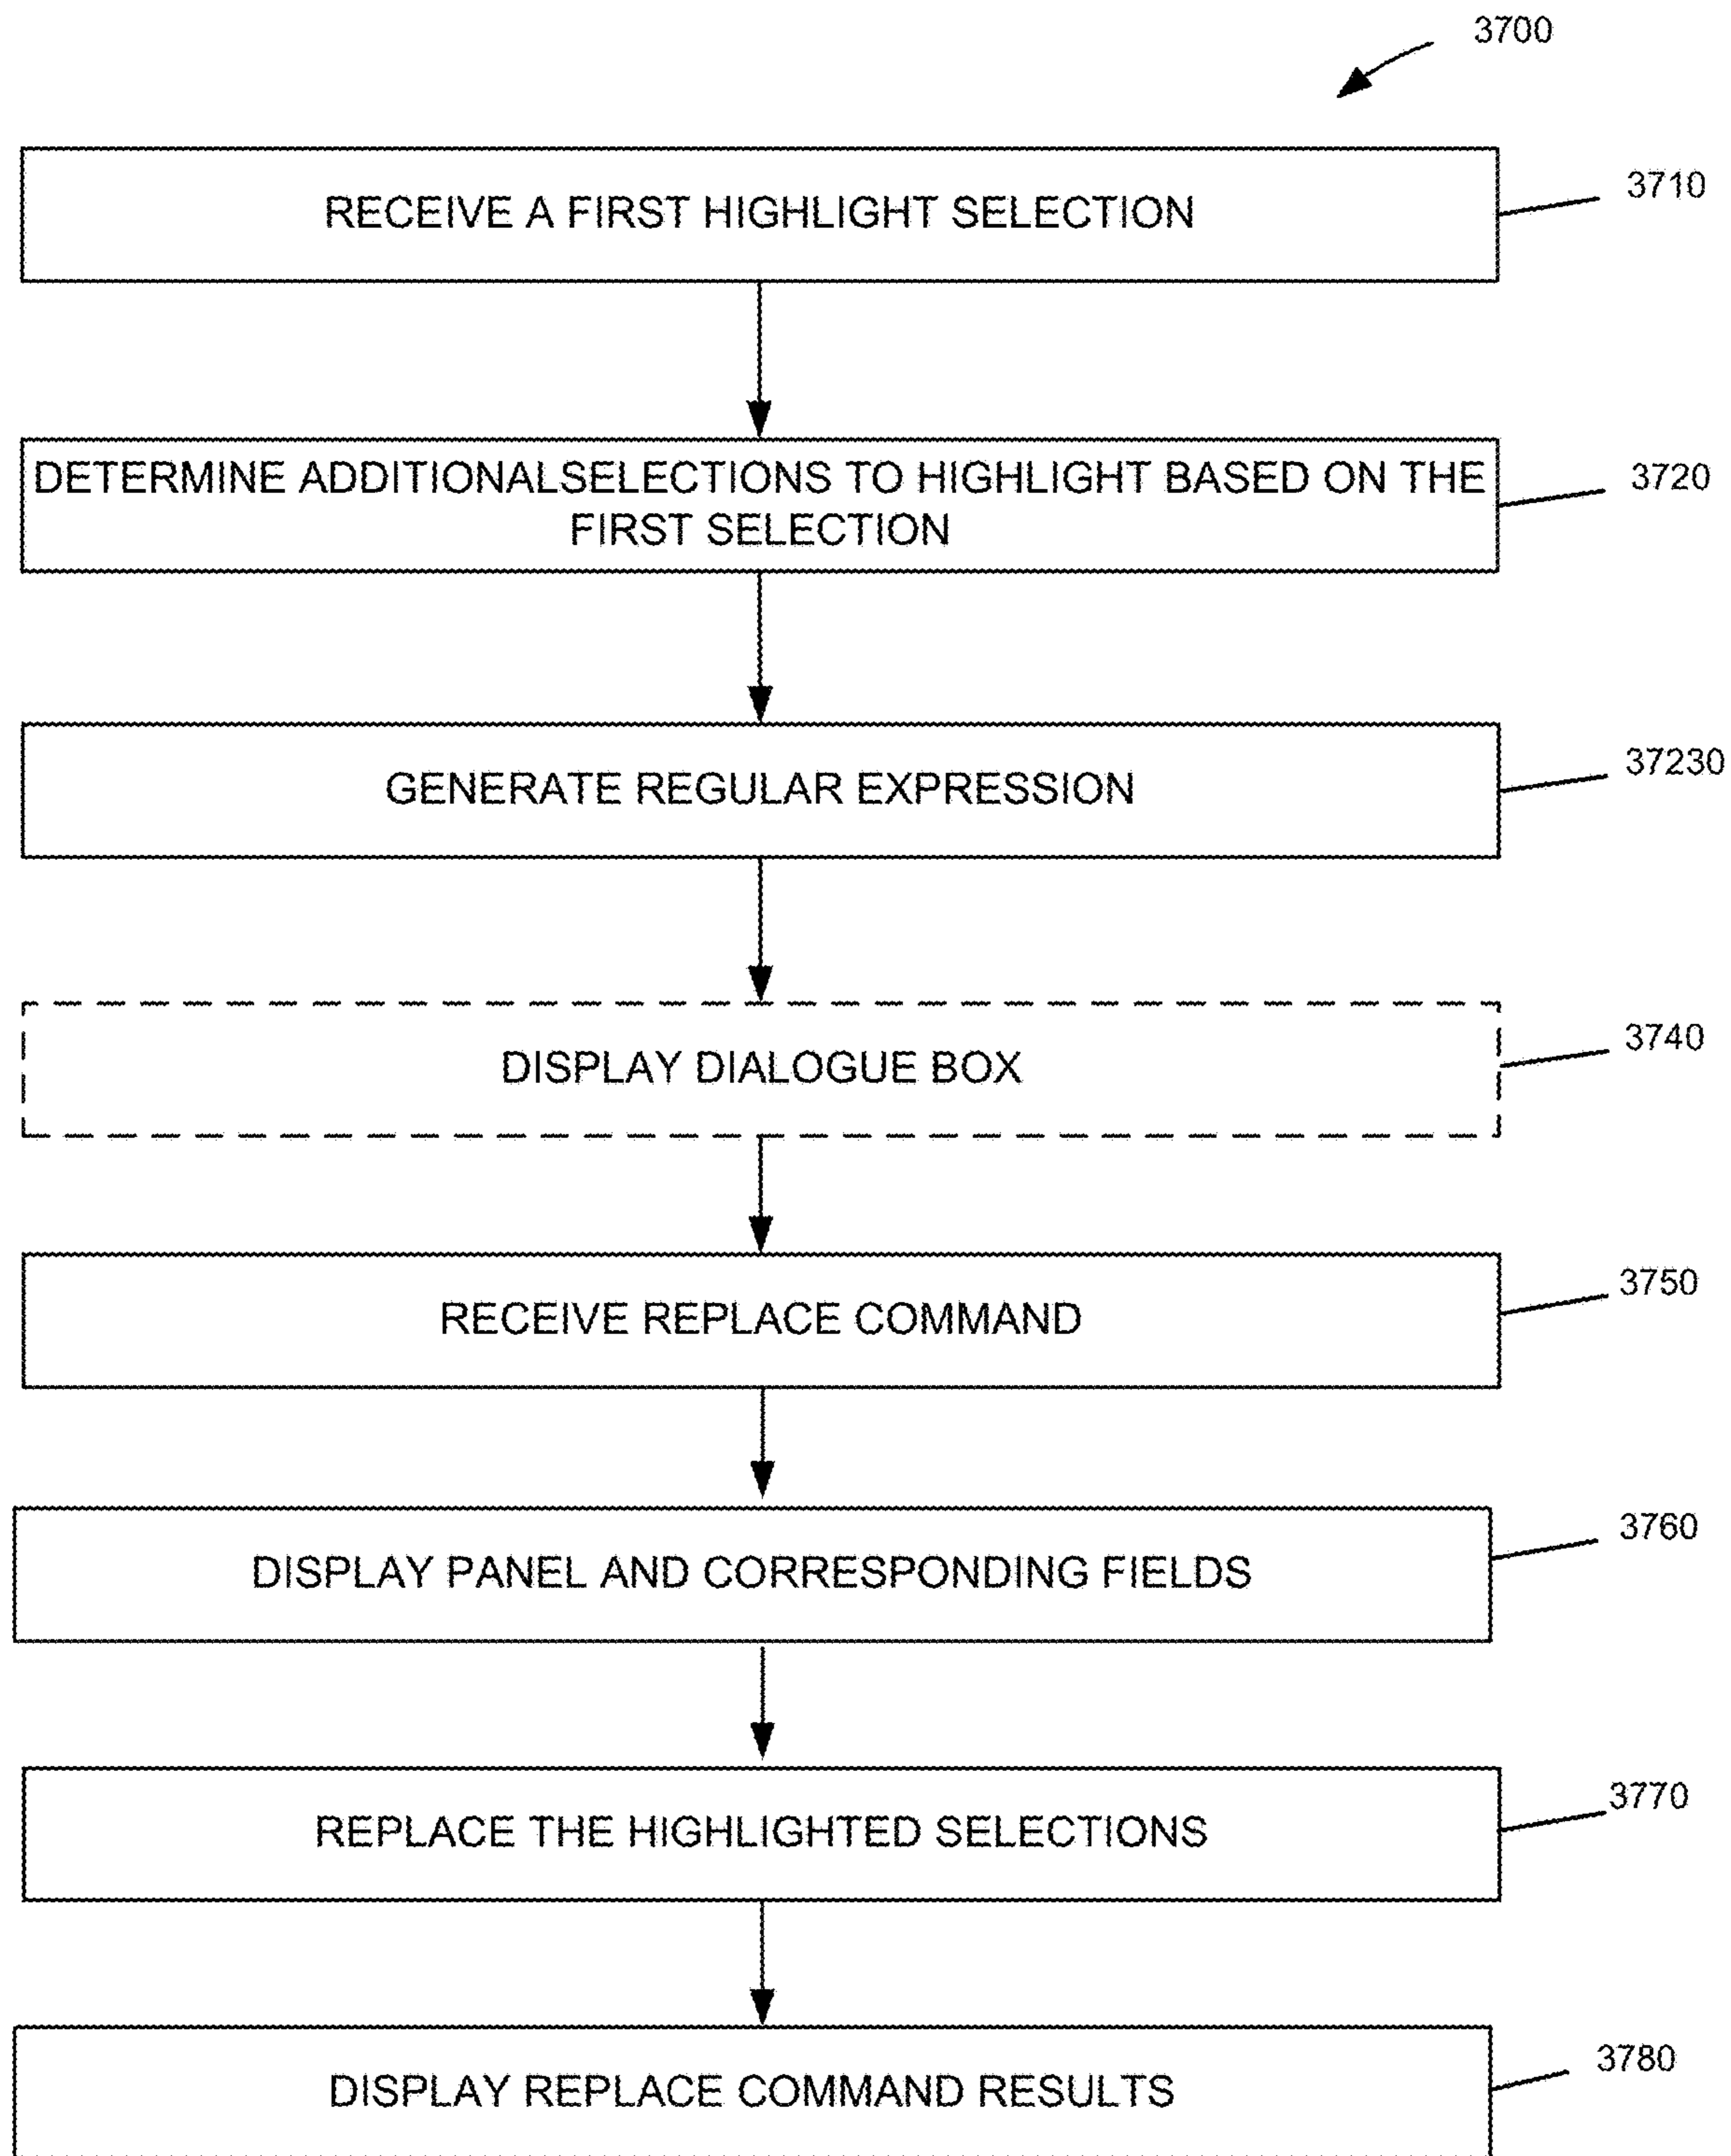 3700
RECEIVE A FIRST HIGHLIGHT SELECTION
3710
DETERMINE ADDITIONALSELECTIONS TO HIGHLIGHT BASED ON THE
FIRST SELECTION
3720
GENERATE REGULAR EXPRESSION
37230
DISPLAY DIALOGUE BOX
3740
RECEIVE REPLACE COMMAND
3750
DISPLAY PANEL AND CORRESPONDING FIELDS
3760
REPLACE THE HIGHLIGHTED SELECTIONS
3770
DISPLAY REPLACE COMMAND RESULTS
3780